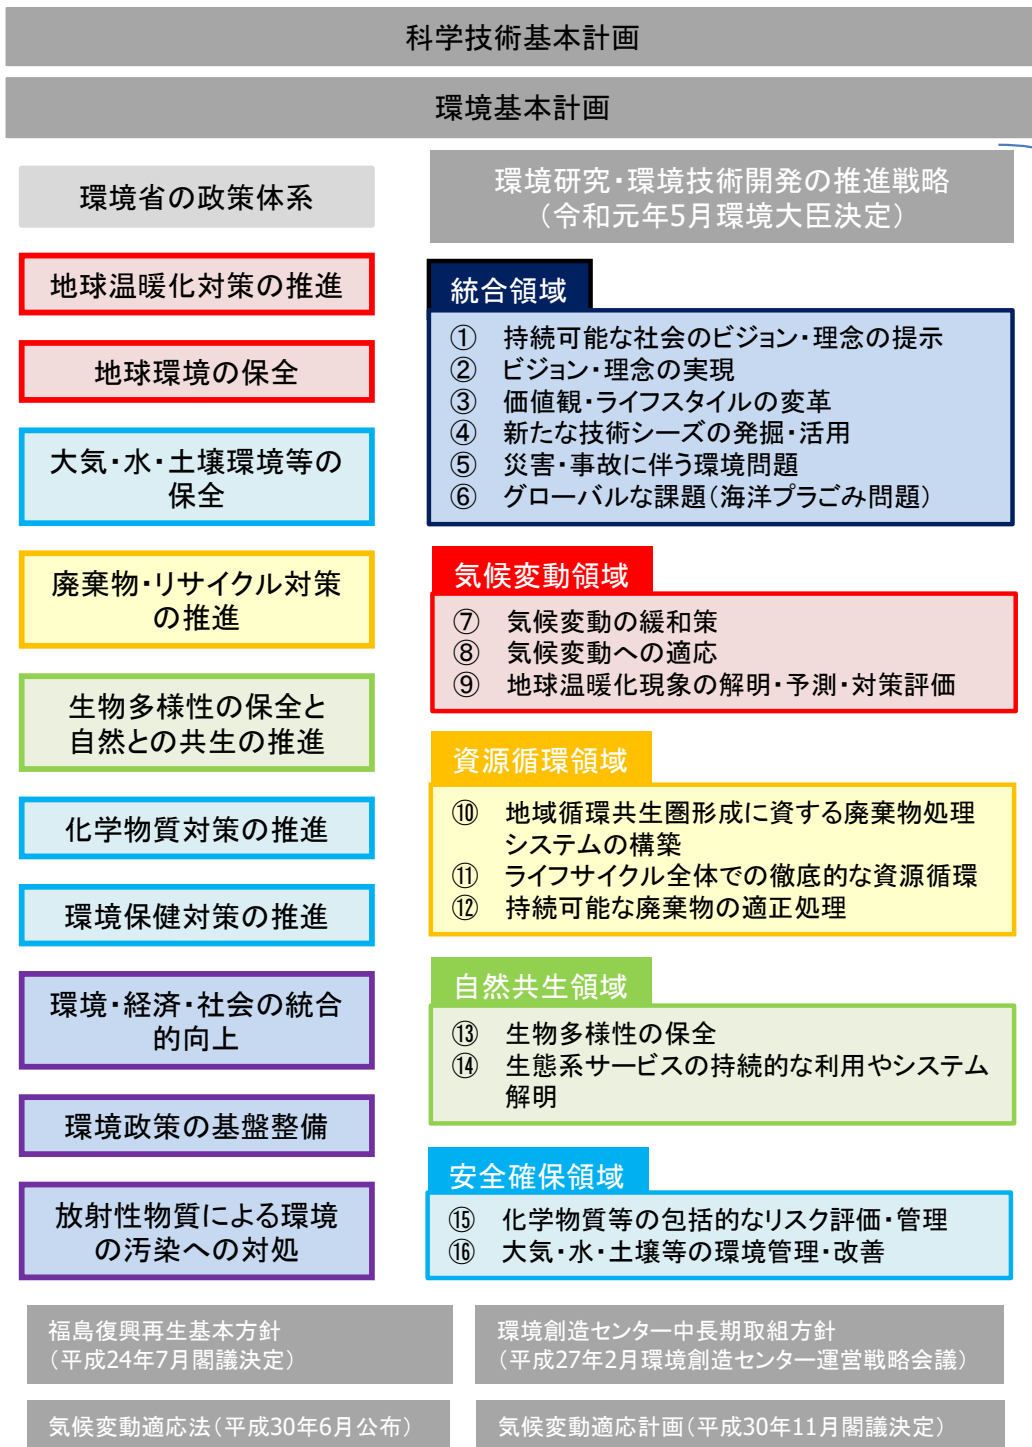 科学技術基本計画
環境基本計画
環境省の政策体系
地球温暖化対策の推進
地球環境の保全
大気・水・土壌環境等の
保全
廃棄物・リサイクル対策
の推進
生物多様性の保全と
自然との共生の推進
化学物質対策の推進
環境保健対策の推進
環境・経済・社会の統合
的向上
環境政策の基盤整備
放射性物質による環境
の汚染への対処
環境研究・環境技術開発の推進戦略
(令和元年5月環境大臣決定)
統合領域
① 持続可能な社会のビジョン・理念の提示
② ビジョン・理念の実現
③ 価値観・ライフスタイルの変革
④ 新たな技術シーズの発掘・活用
⑤ 災害・事故に伴う環境問題
⑥ グローバルな課題(海洋プラごみ問題)
気候変動領域
⑦ 気候変動の緩和策
⑧ 気候変動への適応
⑨ 地球温暖化現象の解明・予測・対策評価
資源循環領域
⑩ 地域循環共生圏形成に資する廃棄物処理
システムの構築
⑪ ライフサイクル全体での徹底的な資源循環
⑫ 持続可能な廃棄物の適正処理
自然共生領域
⑬ 生物多様性の保全
⑭ 生態系サービスの持続的な利用やシステム
解明
安全確保領域
⑮ 化学物質等の包括的なリスク評価・管理
⑯ 大気・水・土壌等の環境管理・改善
福島復興再生基本方針
(平成24年7月閣議決定)
環境創造センター中長期取組方針
(平成27年2月環境創造センター運営戦略会議)
気候変動適応法(平成30年6月公布)
気候変動適応計画(平成30年11月閣議決定)